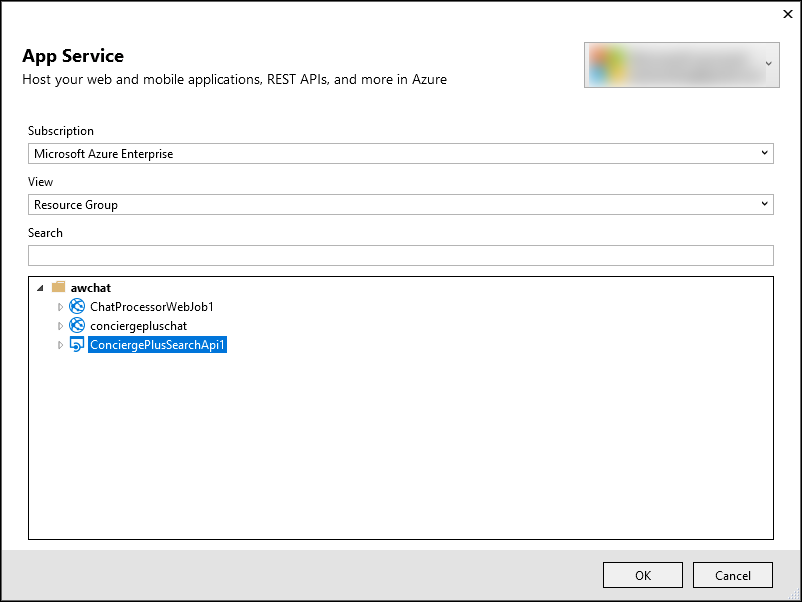 App Service
Host your web and mobile applications, REST APIs, and more in Azure
Subscription
Microsoft Azure Enterprise
View
Resource Group
Search
awchat
ChatProcessorWebJob1
conciergepluschat
ConciergePlusSearchApi1
OK
Cancel